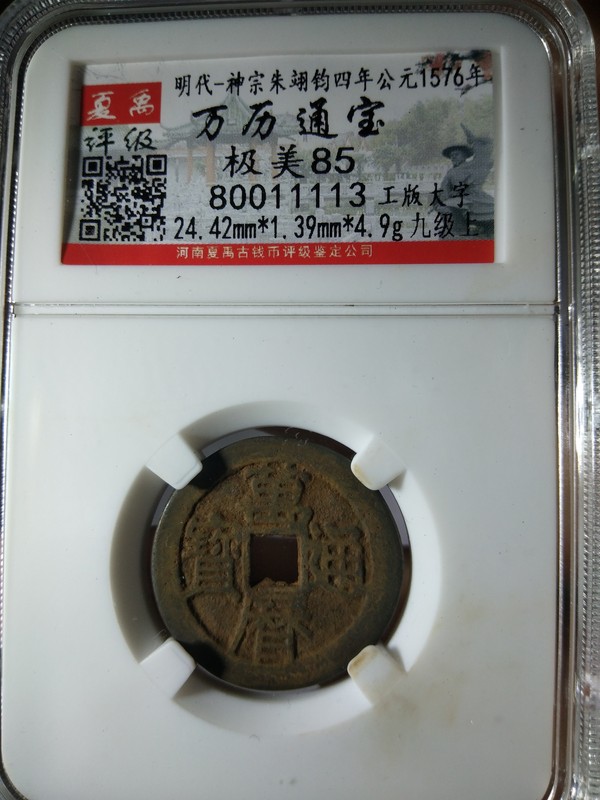 明代-神宗朱翊钧四年公元1576年
夏禹
万历通宝
评级
极美85
80011113 工版大字
24.42mm*1.39mm*4.9g 九级上
河南夏禹古钱币评级鉴定公司
萬
寶 通
曆